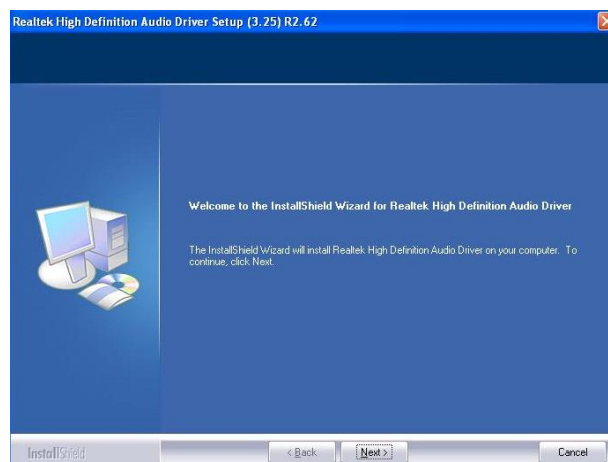 Realtek High Definition Audio Driver Setup (3.25) R2.62
Welcome to the InstallShield Wizard for Realtek High Definition Audio Driver
The InstallShield Wizard will install Realtek High Definition Audio Driver on your computer. To
continue, click Next.
InstallShield
< Back
Next >
Cancel